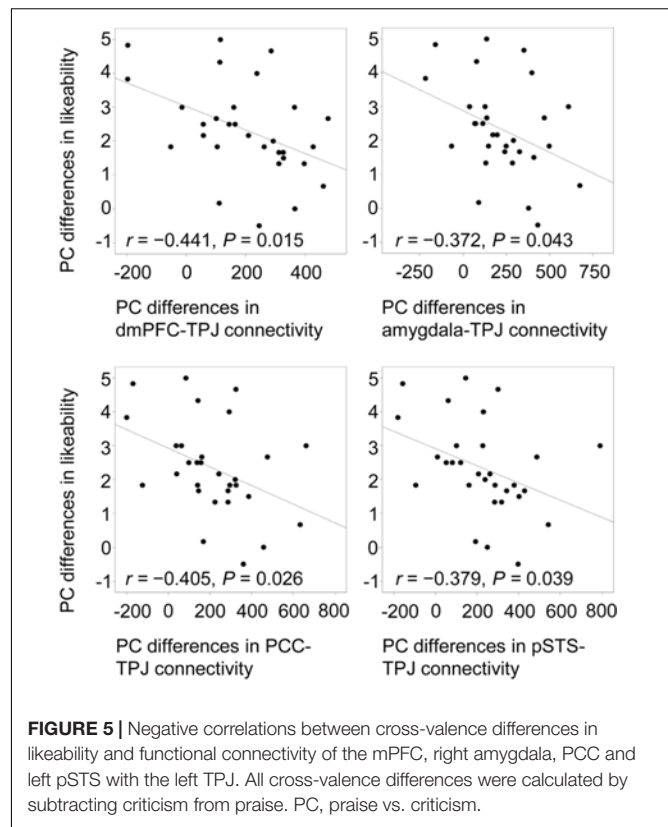 PC differences in likeability
5
4
3
2
1
0
-1
r = −0.441, P = 0.015
-200 0 200 400
PC differences in
dmPFC-TPJ connectivity
5
4
3
2
1
0
-1
r = −0.372, P = 0.043
-250 0 250 500 750
PC differences in
amygdala-TPJ connectivity
PC differences in likeability
5
4
3
2
1
0
-1
r = −0.405, P = 0.026
-200 0 200 400 600 800
PC differences in PCC-
TPJ connectivity
5
4
3
2
1
0
-1
r = −0.379, P = 0.039
-200 0 200 400 600 800
PC differences in pSTS-
TPJ connectivity
FIGURE 5 | Negative correlations between cross-valence differences in
likeability and functional connectivity of the mPFC, right amygdala, PCC and
left pSTS with the left TPJ. All cross-valence differences were calculated by
subtracting criticism from praise. PC, praise vs. criticism.